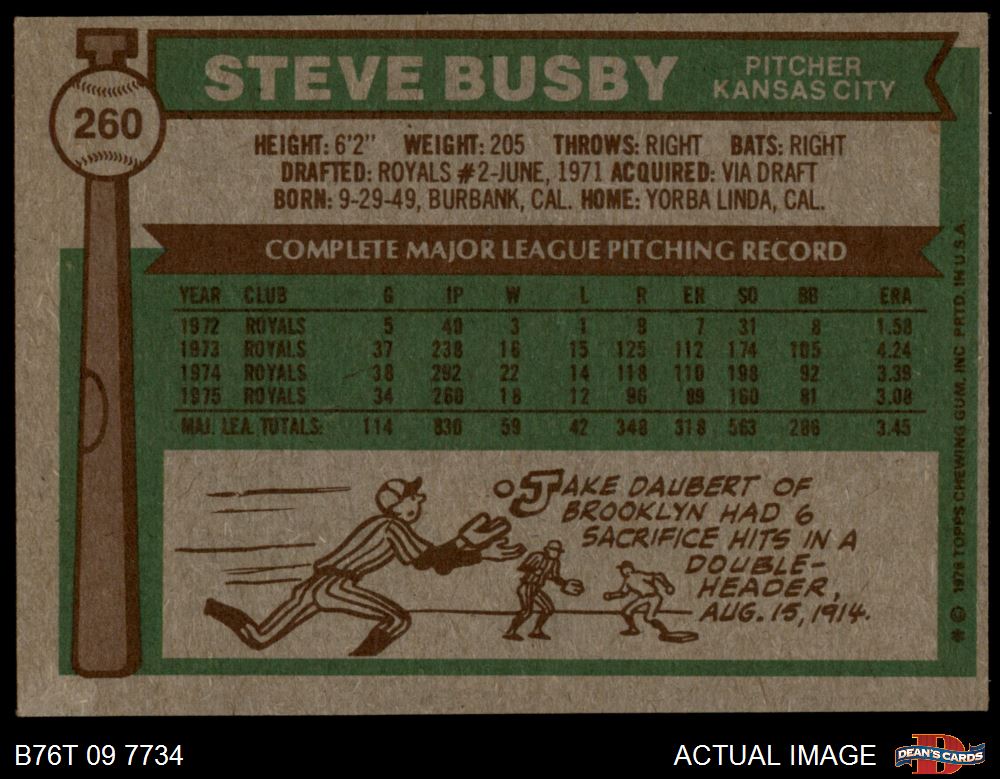 260
STEVE BUSBY
PITCHER
KANSAS CITY
HEIGHT: 6'2" WEIGHT: 205 THROWS: RIGHT BATS: RIGHT
DRAFTED: ROYALS #2-JUNE, 1971 ACQUIRED: VIA DRAFT
BORN: 9-29-49, BURBANK, CAL. HOME: YORBA LINDA, CAL.
COMPLETE MAJOR LEAGUE PITCHING RECORD
YEAR CLUB G IP W L R ER SO BB ERA
1972 ROYALS 5 40 3 1 9 7 31 8 1.58
1973 ROYALS 37 238 16 15 125 112 174 105 4.24
1974 ROYALS 38 292 22 14 118 110 198 92 3.39
1975 ROYALS 34 260 18 12 96 89 160 81 3.08
MAJ. LEA. TOTALS: 114 830 59 42 348 318 563 286 3.45
JAKE DAUBERT OF
BROOKLYN HAD 6
SACRIFICE HITS IN A
DOUBLE-
HEADER,
AUG. 15, 1914.
* © 1976 TOPPS CHEWING GUM, INC PRTD. IN U.S.A.
B76T 09 7734
ACTUAL IMAGE
D
DEAN'S CARDS